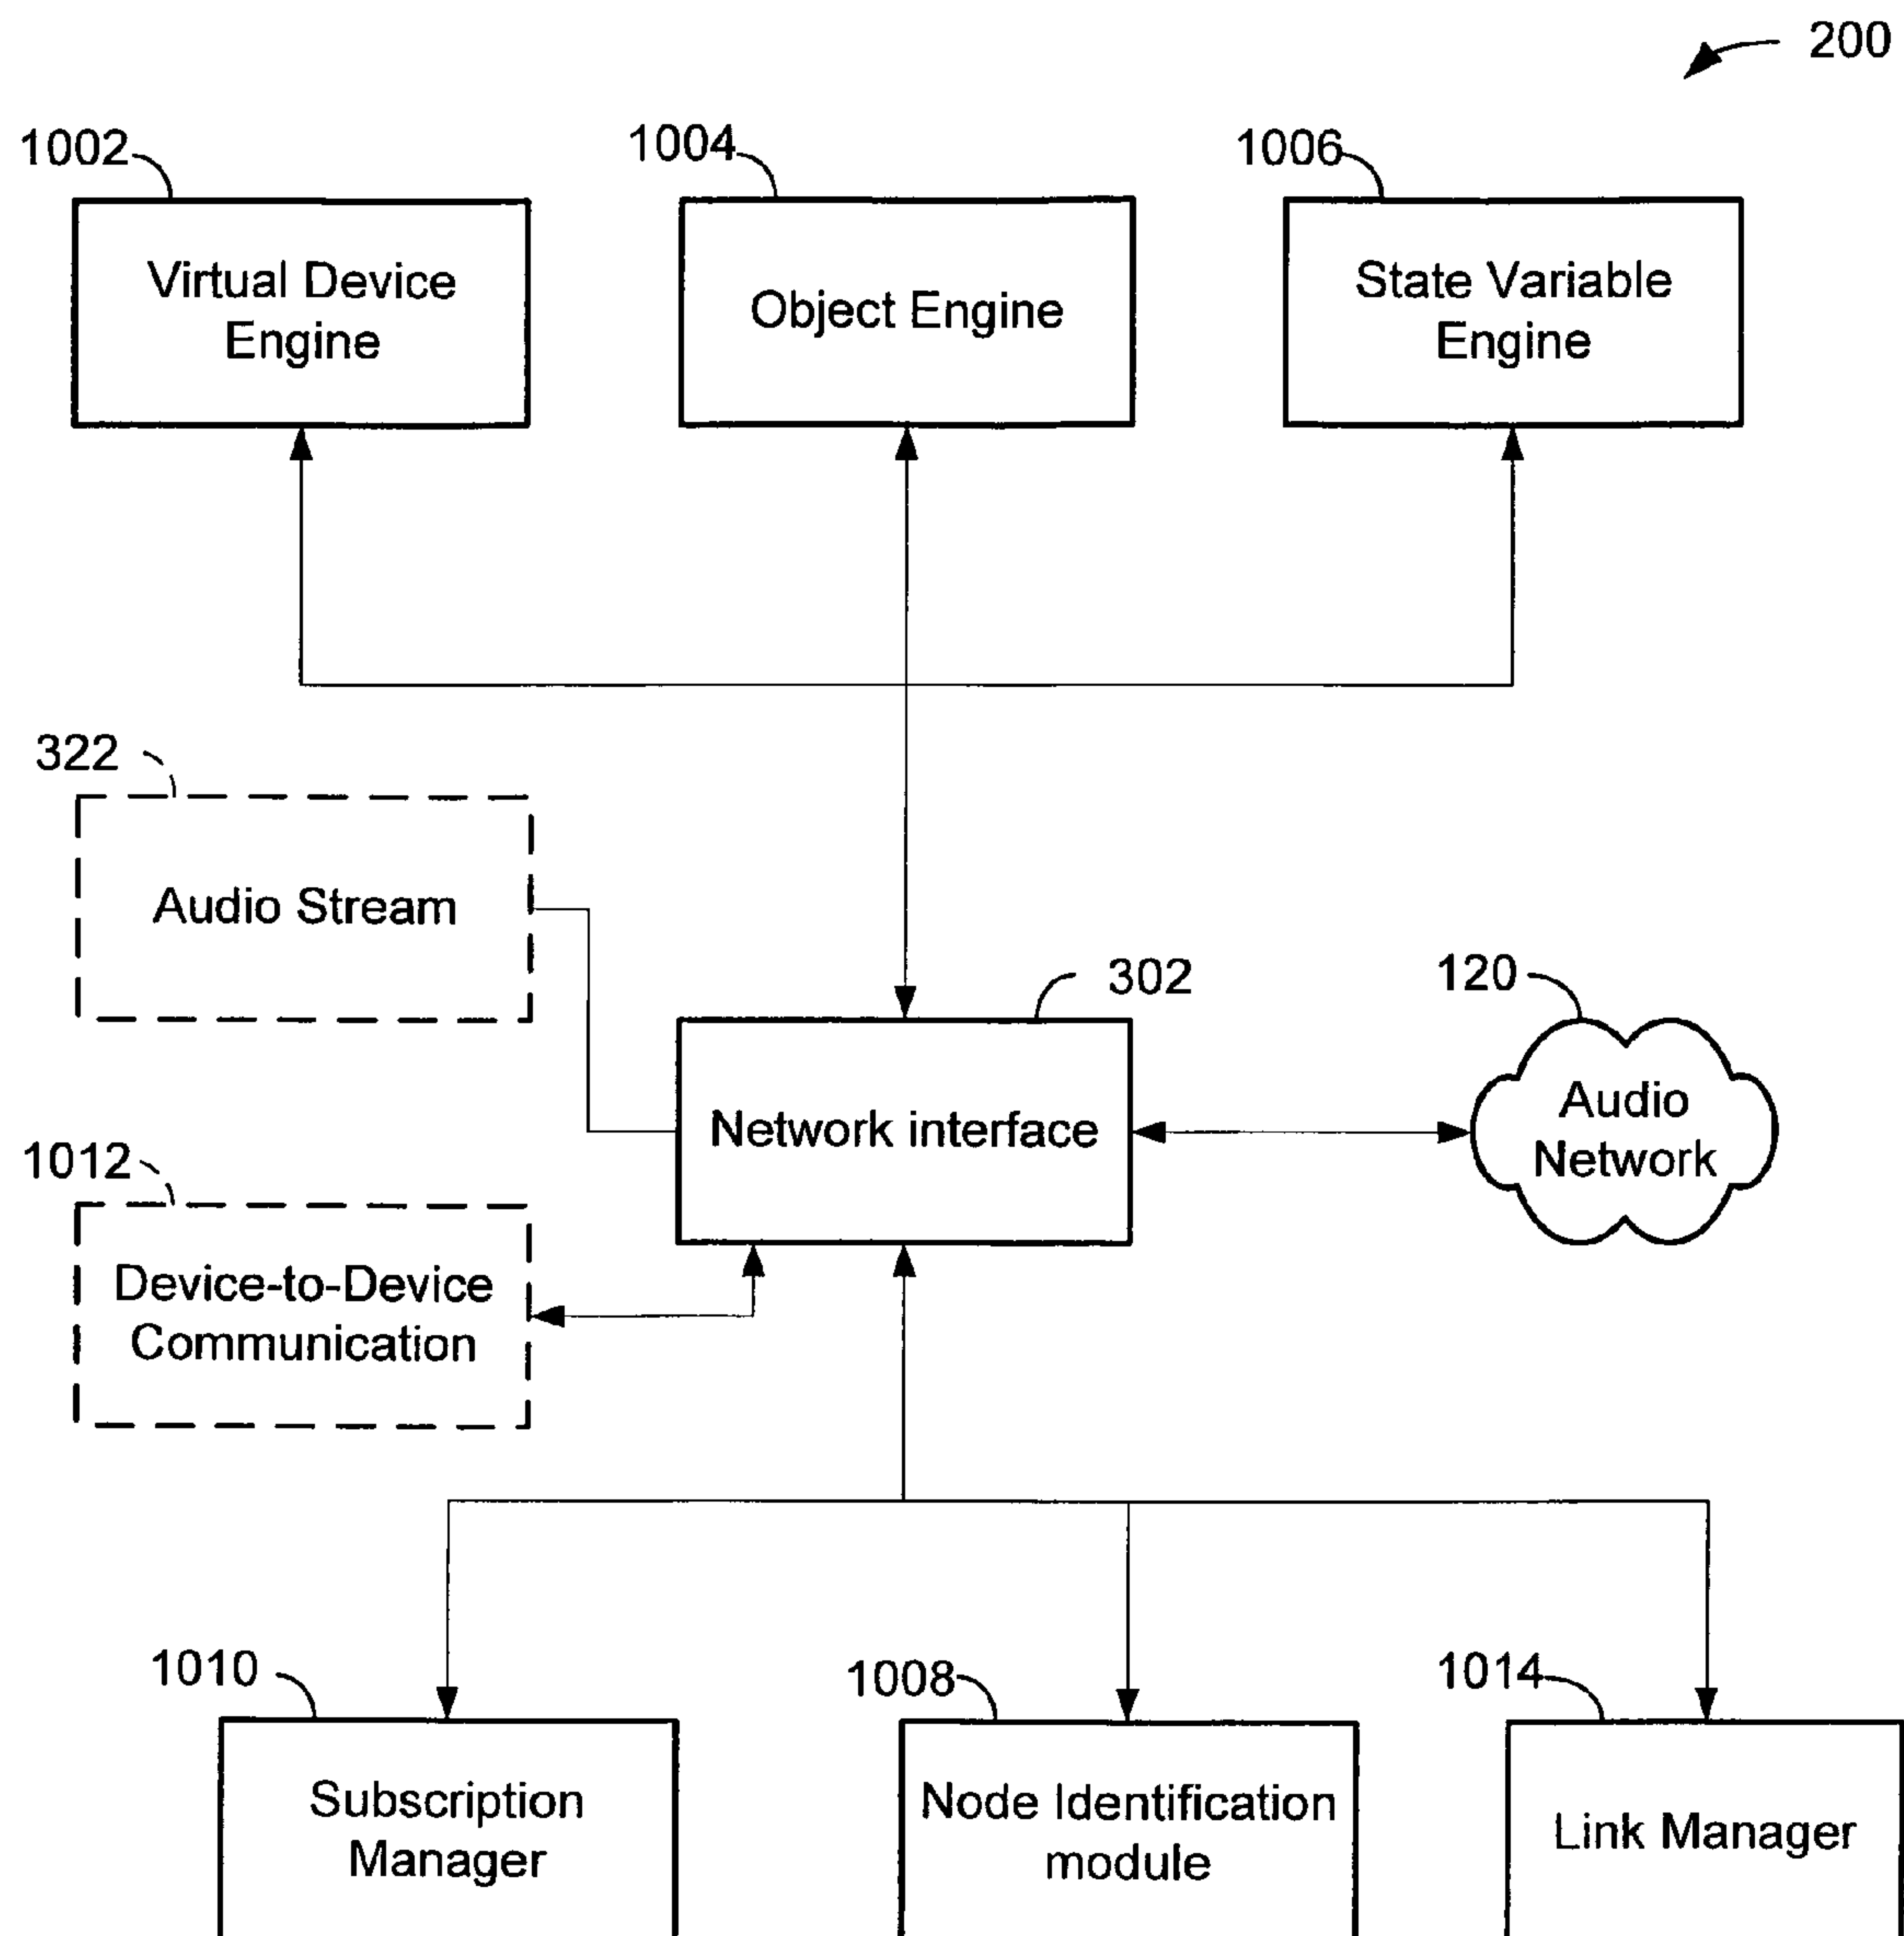 200
1002
1004
1006
Virtual Device
Engine
Object Engine
State Variable
Engine
322
Audio Stream
302
120
Network interface
Audio
Network
1012
Device-to-Device
Communication
1010
1008
1014
Subscription
Manager
Node Identification
module
Link Manager